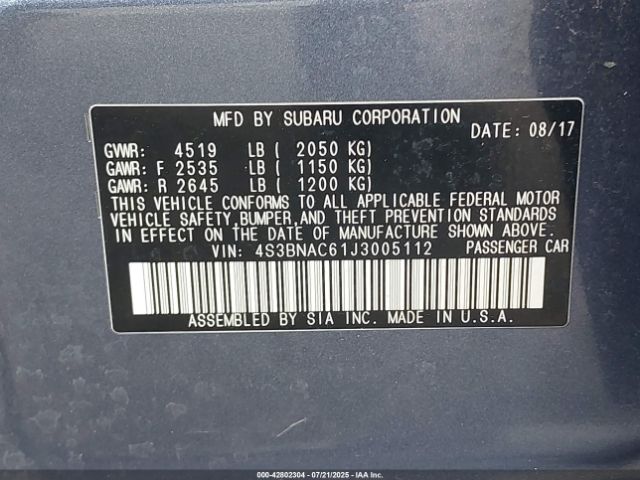 MFD BY SUBARU CORPORATION
DATE: 08/17
GVWR: 4519 LB ( 2050 KG)
GAWR: F 2535 LB ( 1150 KG)
GAWR: R 2645 LB ( 1200 KG)
THIS VEHICLE CONFORMS TO ALL APPLICABLE FEDERAL MOTOR
VEHICLE SAFETY,BUMPER,AND THEFT PREVENTION STANDARDS
IN EFFECT ON THE DATE OF MANUFACTURE SHOWN ABOVE.
VIN: 4S3BNAC61J3005112 PASSENGER CAR
ASSEMBLED BY SIA INC. MADE IN U.S.A.
000-42802304 - 07/21/2025 - IAAI.COM